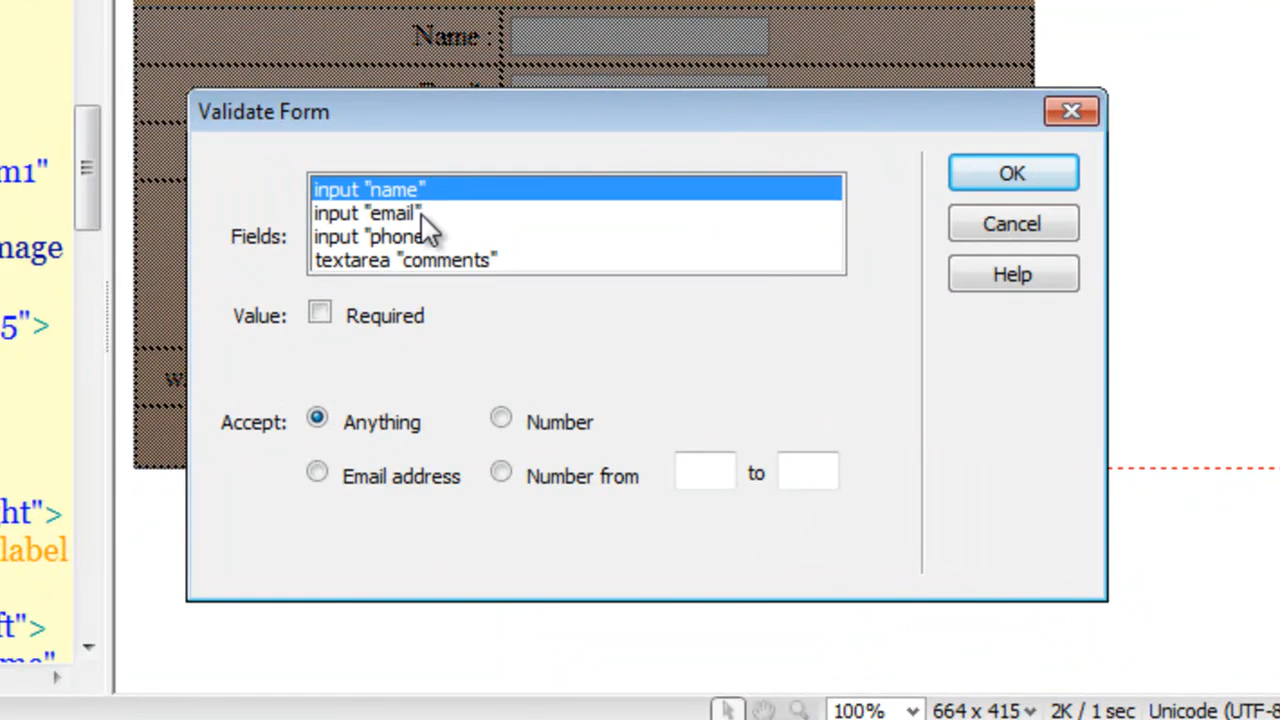 Name :
Validate Form
m1"
input "name"
OK
input "email"
Cancel
Fields:
input "phone
mage
textarea "comments"
Help
Value:
Required
5">
Accept:
Anything
Number
Email address
Number from
to
ht">
label
ft">
me"
100%
664 x 415
2K / 1 sec
Unicode (UTF-8